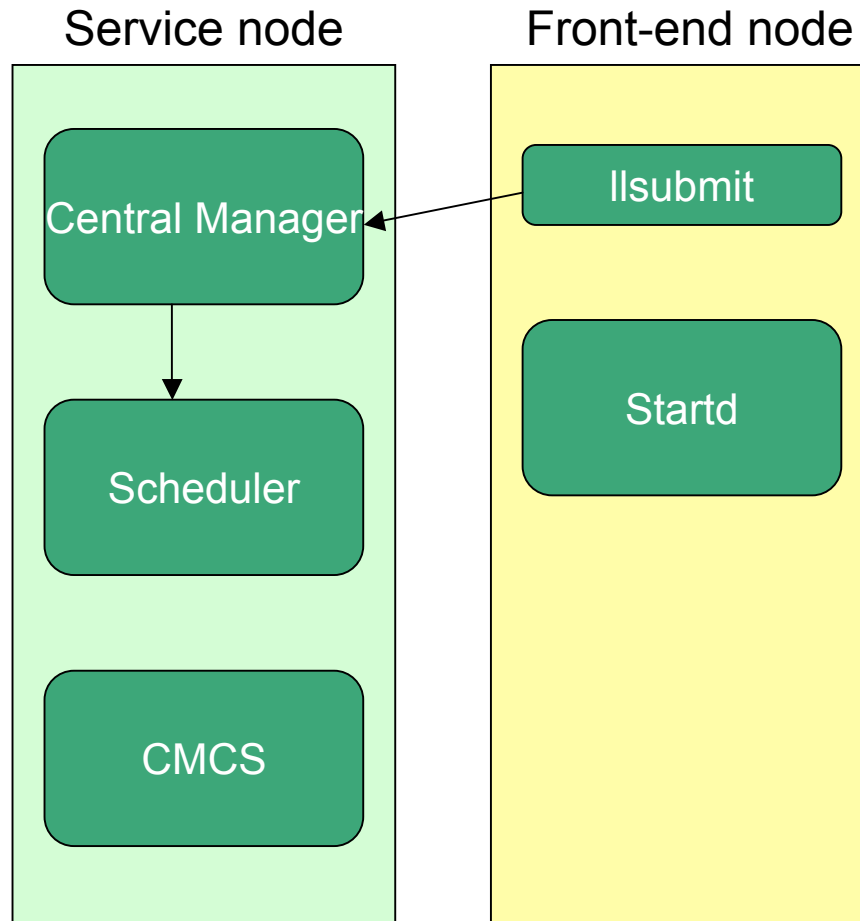 Service node
Front-end node
Central Manager
llsubmit
Startd
Scheduler
CMCS